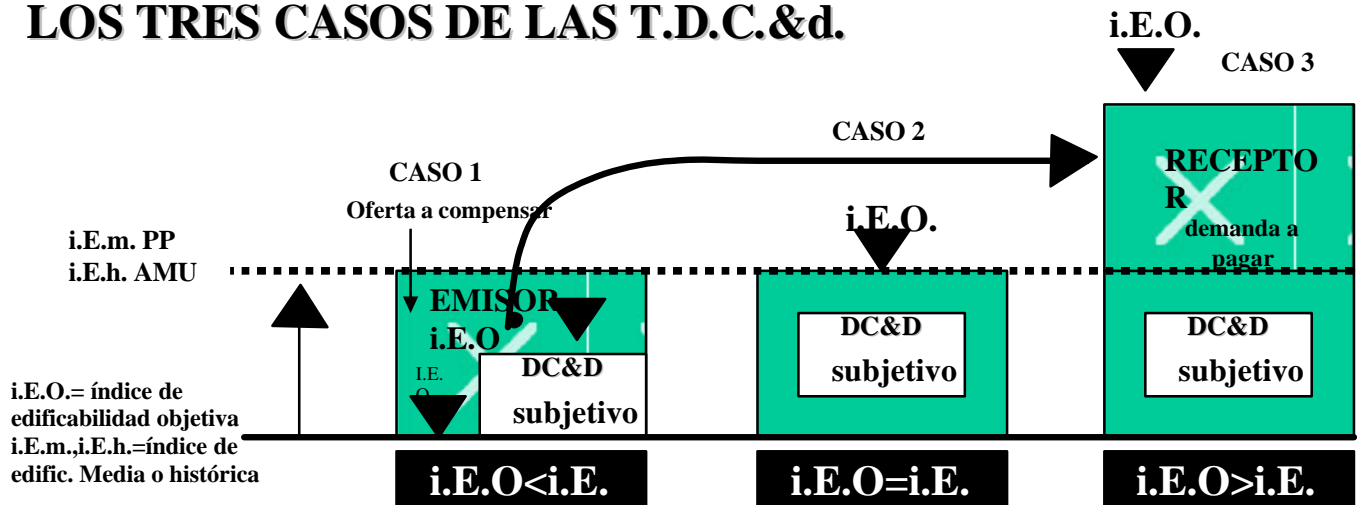 LOS TRES CASOS DE LAS T.D.C.&d.
i.E.O.
CASO 3
CASO 2
CASO 1
Oferta a compensar
i.E.m. PP
i.E.h. AMU
EMISOR
i.E.O
I.E.
O
DC&D
subjetivo
i.E.O.
DC&D
subjetivo
RECEPTO
R
demanda a
pagar
DC&D
subjetivo
i.E.O.= índice de
edificabilidad objetiva
i.E.m.,i.E.h.=índice de
edific. Media o histórica
i.E.O<i.E.
i.E.O=i.E.
i.E.O>i.E.